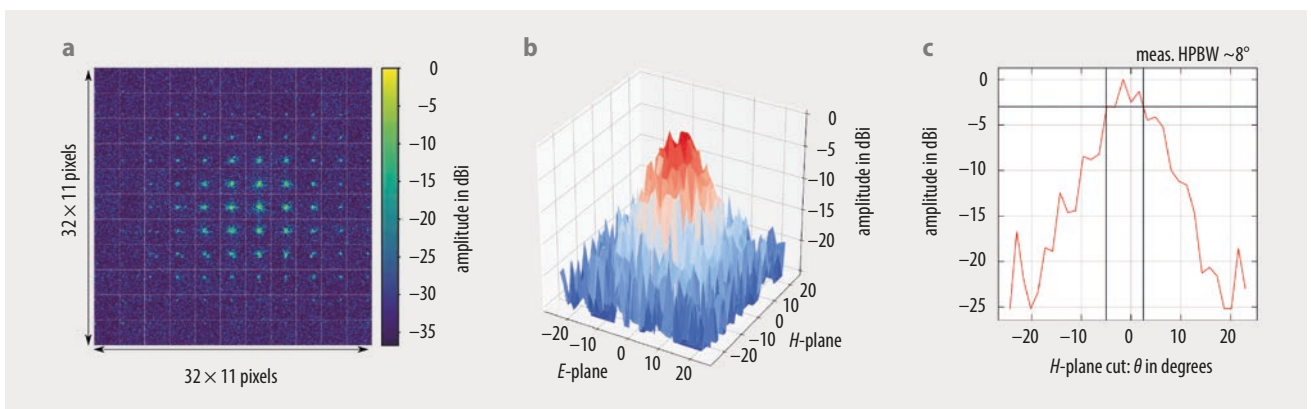 a
32 × 11 pixels
32 × 11 pixels
0
−5
−10
−15
−20
−25
−30
−35
amplitude in dBi
b
0
−5
−10
−15
−20
amplitude in dBi
−20
−10
0
10
20
E-plane
−20
−10
0
10
20
H-plane
c
meas. HPBW ~8°
0
−5
−10
−15
−20
−25
amplitude in dBi
−20 −10 0 10 20
H-plane cut: θ in degrees